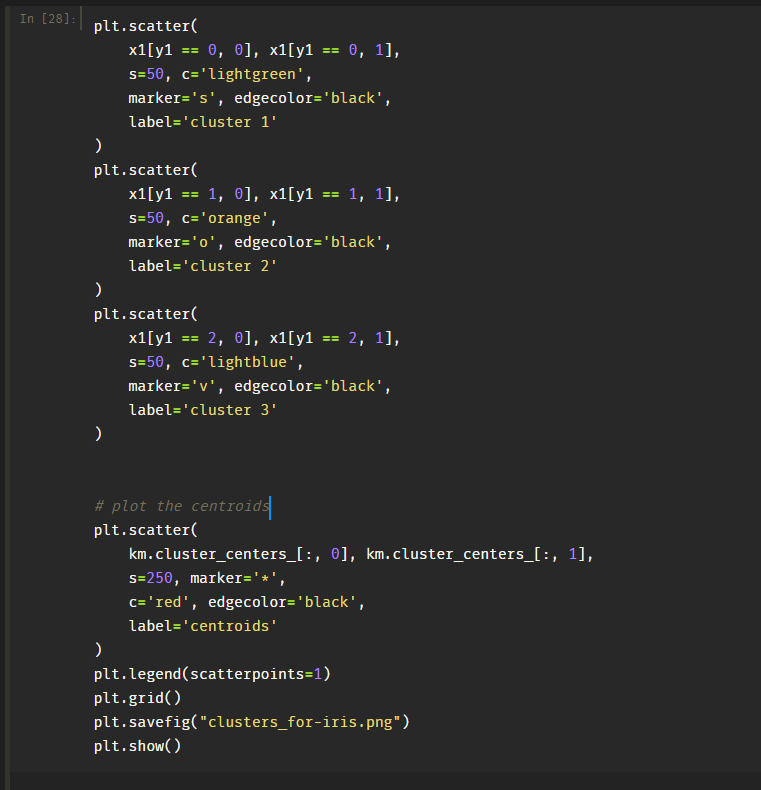 In [28]:
plt.scatter(
    x1[y1 == 0, 0], x1[y1 == 0, 1],
    s=50, c='lightgreen',
    marker='s', edgecolor='black',
    label='cluster 1'
)
plt.scatter(
    x1[y1 == 1, 0], x1[y1 == 1, 1],
    s=50, c='orange',
    marker='o', edgecolor='black',
    label='cluster 2'
)
plt.scatter(
    x1[y1 == 2, 0], x1[y1 == 2, 1],
    s=50, c='lightblue',
    marker='v', edgecolor='black',
    label='cluster 3'
)
# plot the centroids
plt.scatter(
    km.cluster_centers_[:, 0], km.cluster_centers_[:, 1],
    s=250, marker='*',
    c='red', edgecolor='black',
    label='centroids'
)
plt.legend(scatterpoints=1)
plt.grid()
plt.savefig("clusters_for-iris.png")
plt.show()